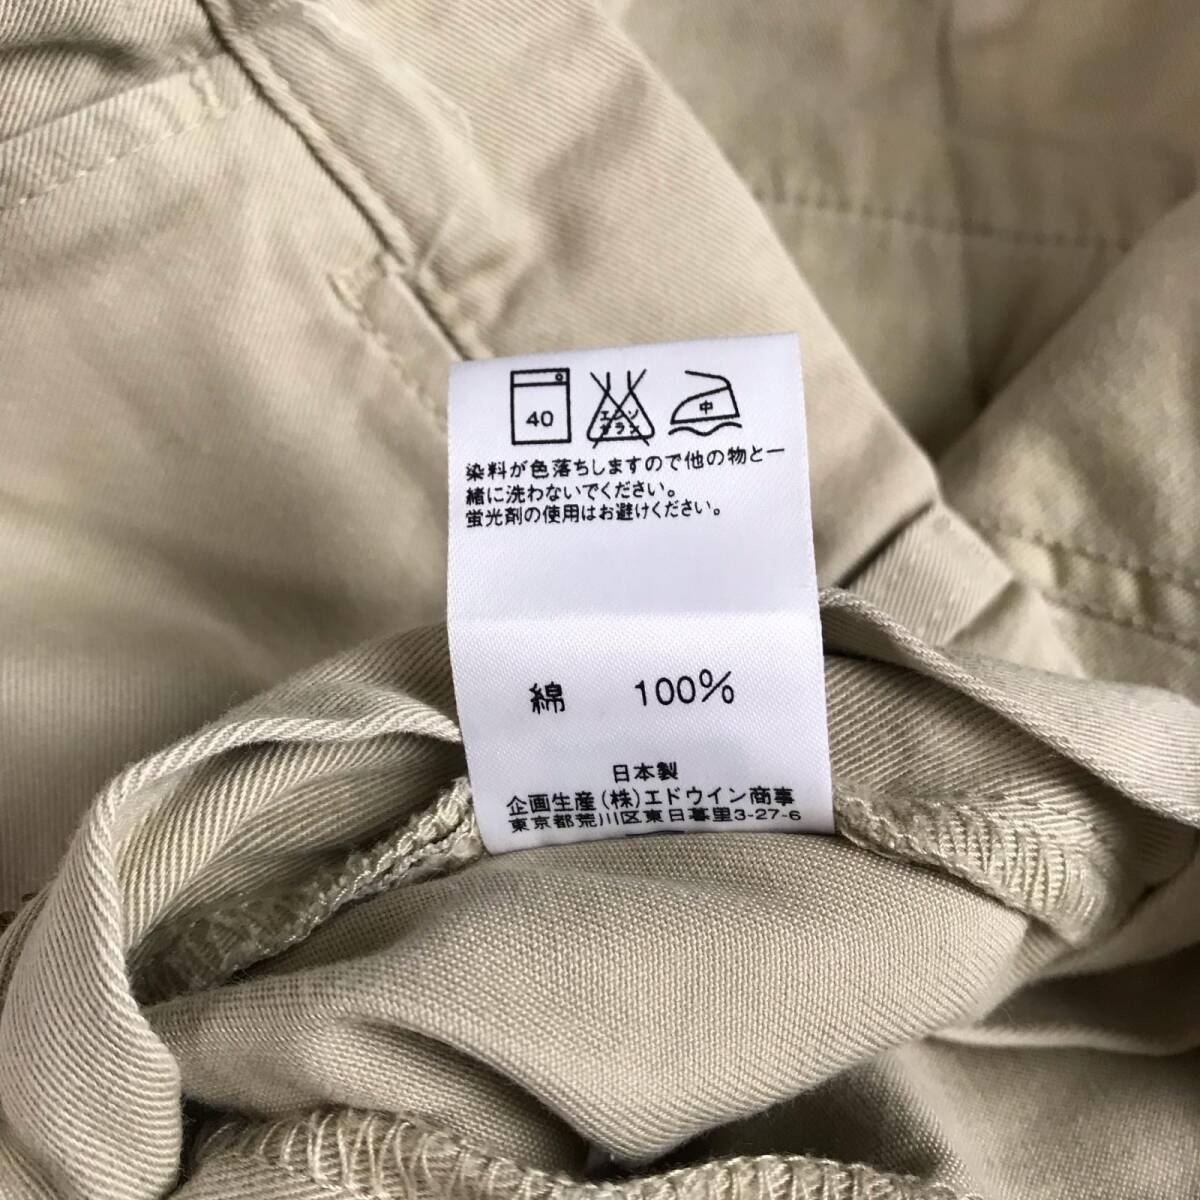 40
エンソ
サラシ
中
染料が色落ちしますので他の物と一
緒に洗わないでください。
蛍光剤の使用はお避けください。
綿 100%
日本製
企画生産(株)エドウイン商事
東京都荒川区東日暮里3-27-6